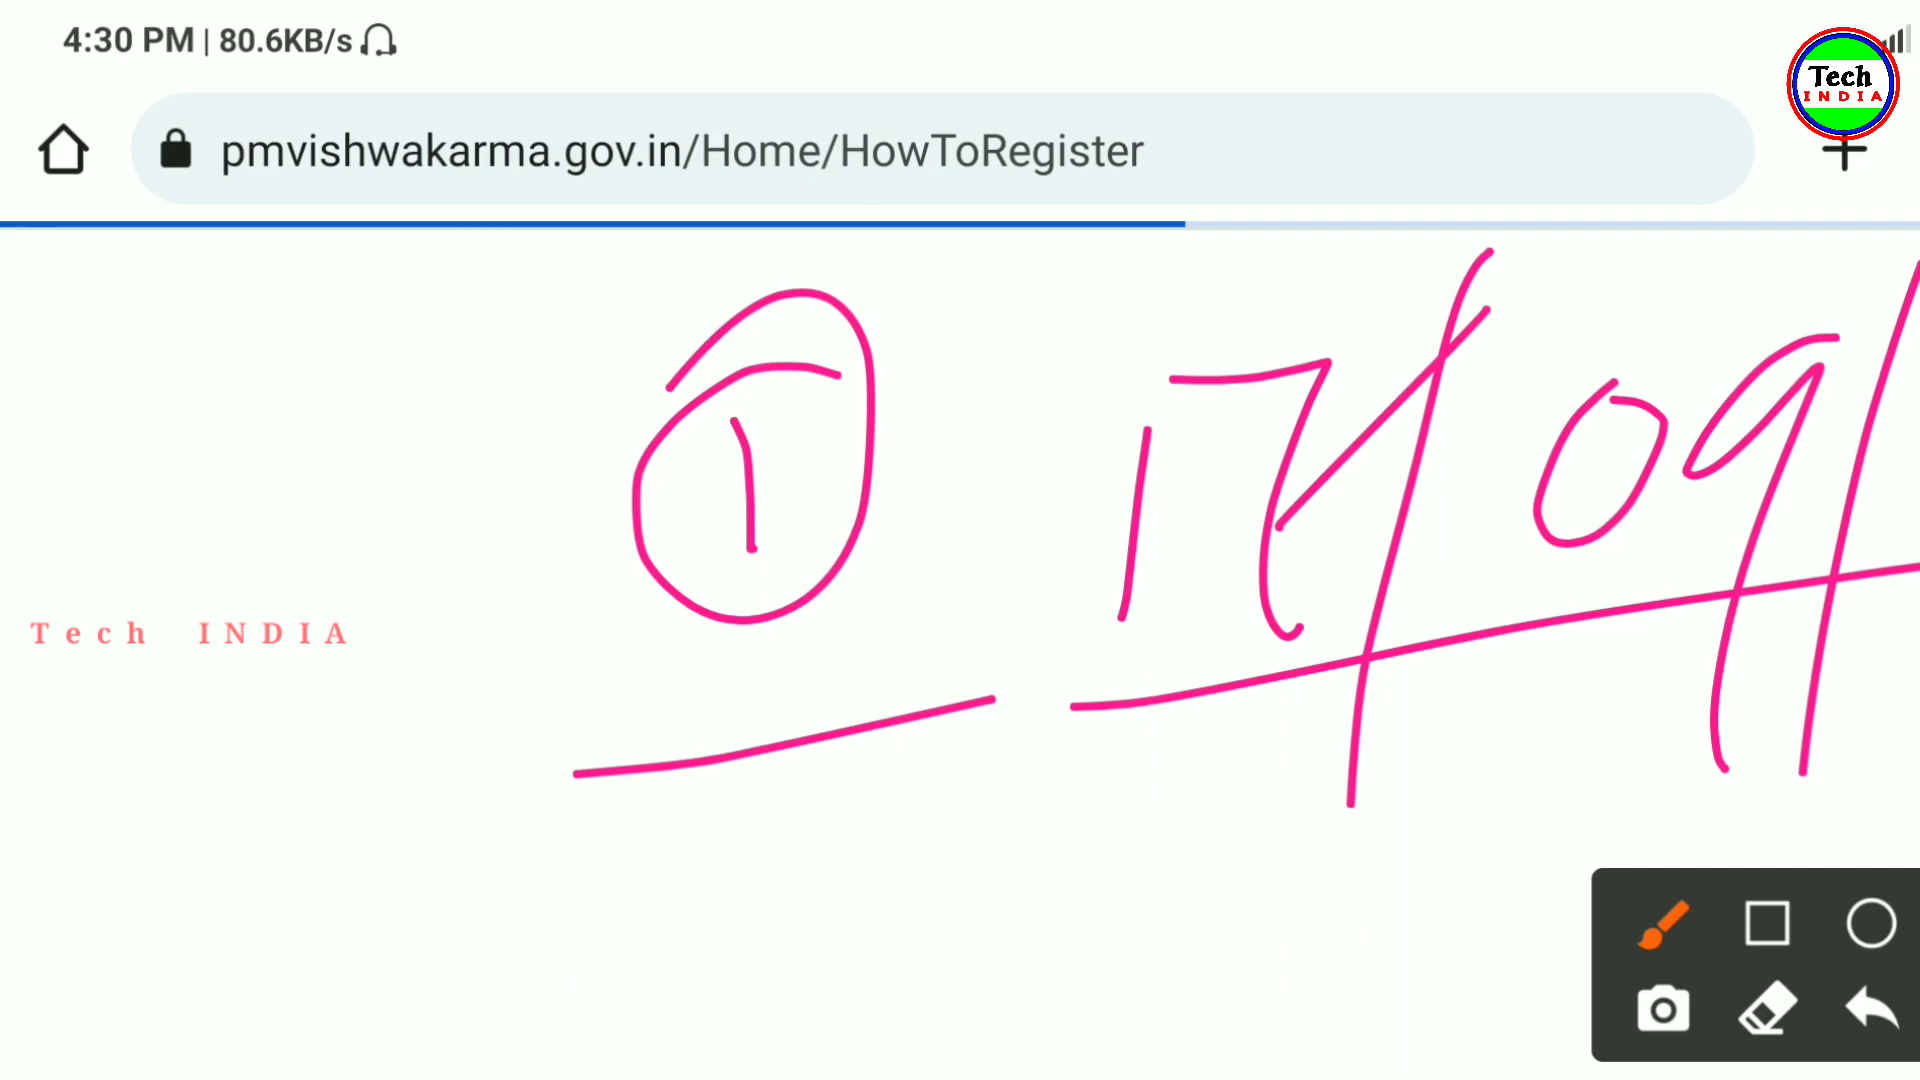 4:30 PM | 80.6KB/s
Tech
INDIA
pmvishwakarma.gov.in/Home/HowToRegister
1 17/09/
Tech INDIA